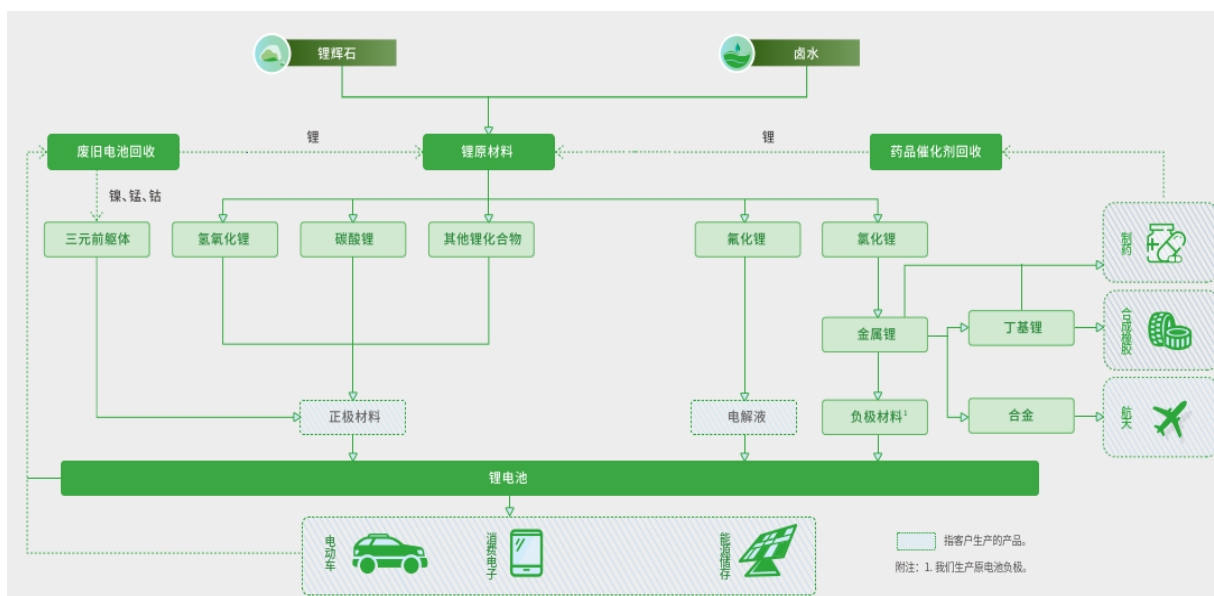 锂辉石
卤水
废旧电池回收
锂
锂原材料
锂
药品催化剂回收
镍、锰、钴
三元前躯体
氢氧化锂
碳酸锂
其他锂化合物
氟化锂
氯化锂
制药
金属锂
丁基锂
合成橡胶
正极材料
电解液
负极材料1
合金
航天
锂电池
电动车
消费电子
能源储存
指客户生产的产品。
附注：1. 我们生产原电池负极。